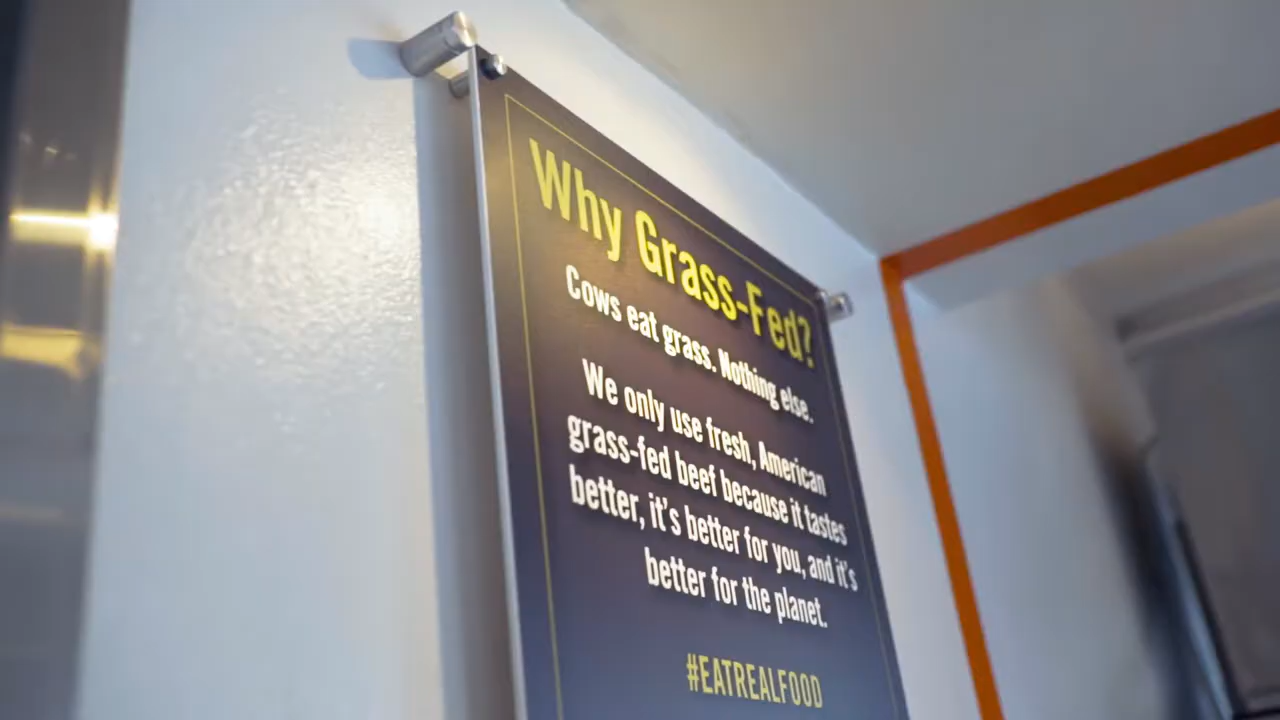 Why Grass-Fed?
Cows eat grass. Nothing else.
We only use fresh, American
grass-fed beef because it tastes
better, it's better for you, and it's
better for the planet.
#EATREALFOOD